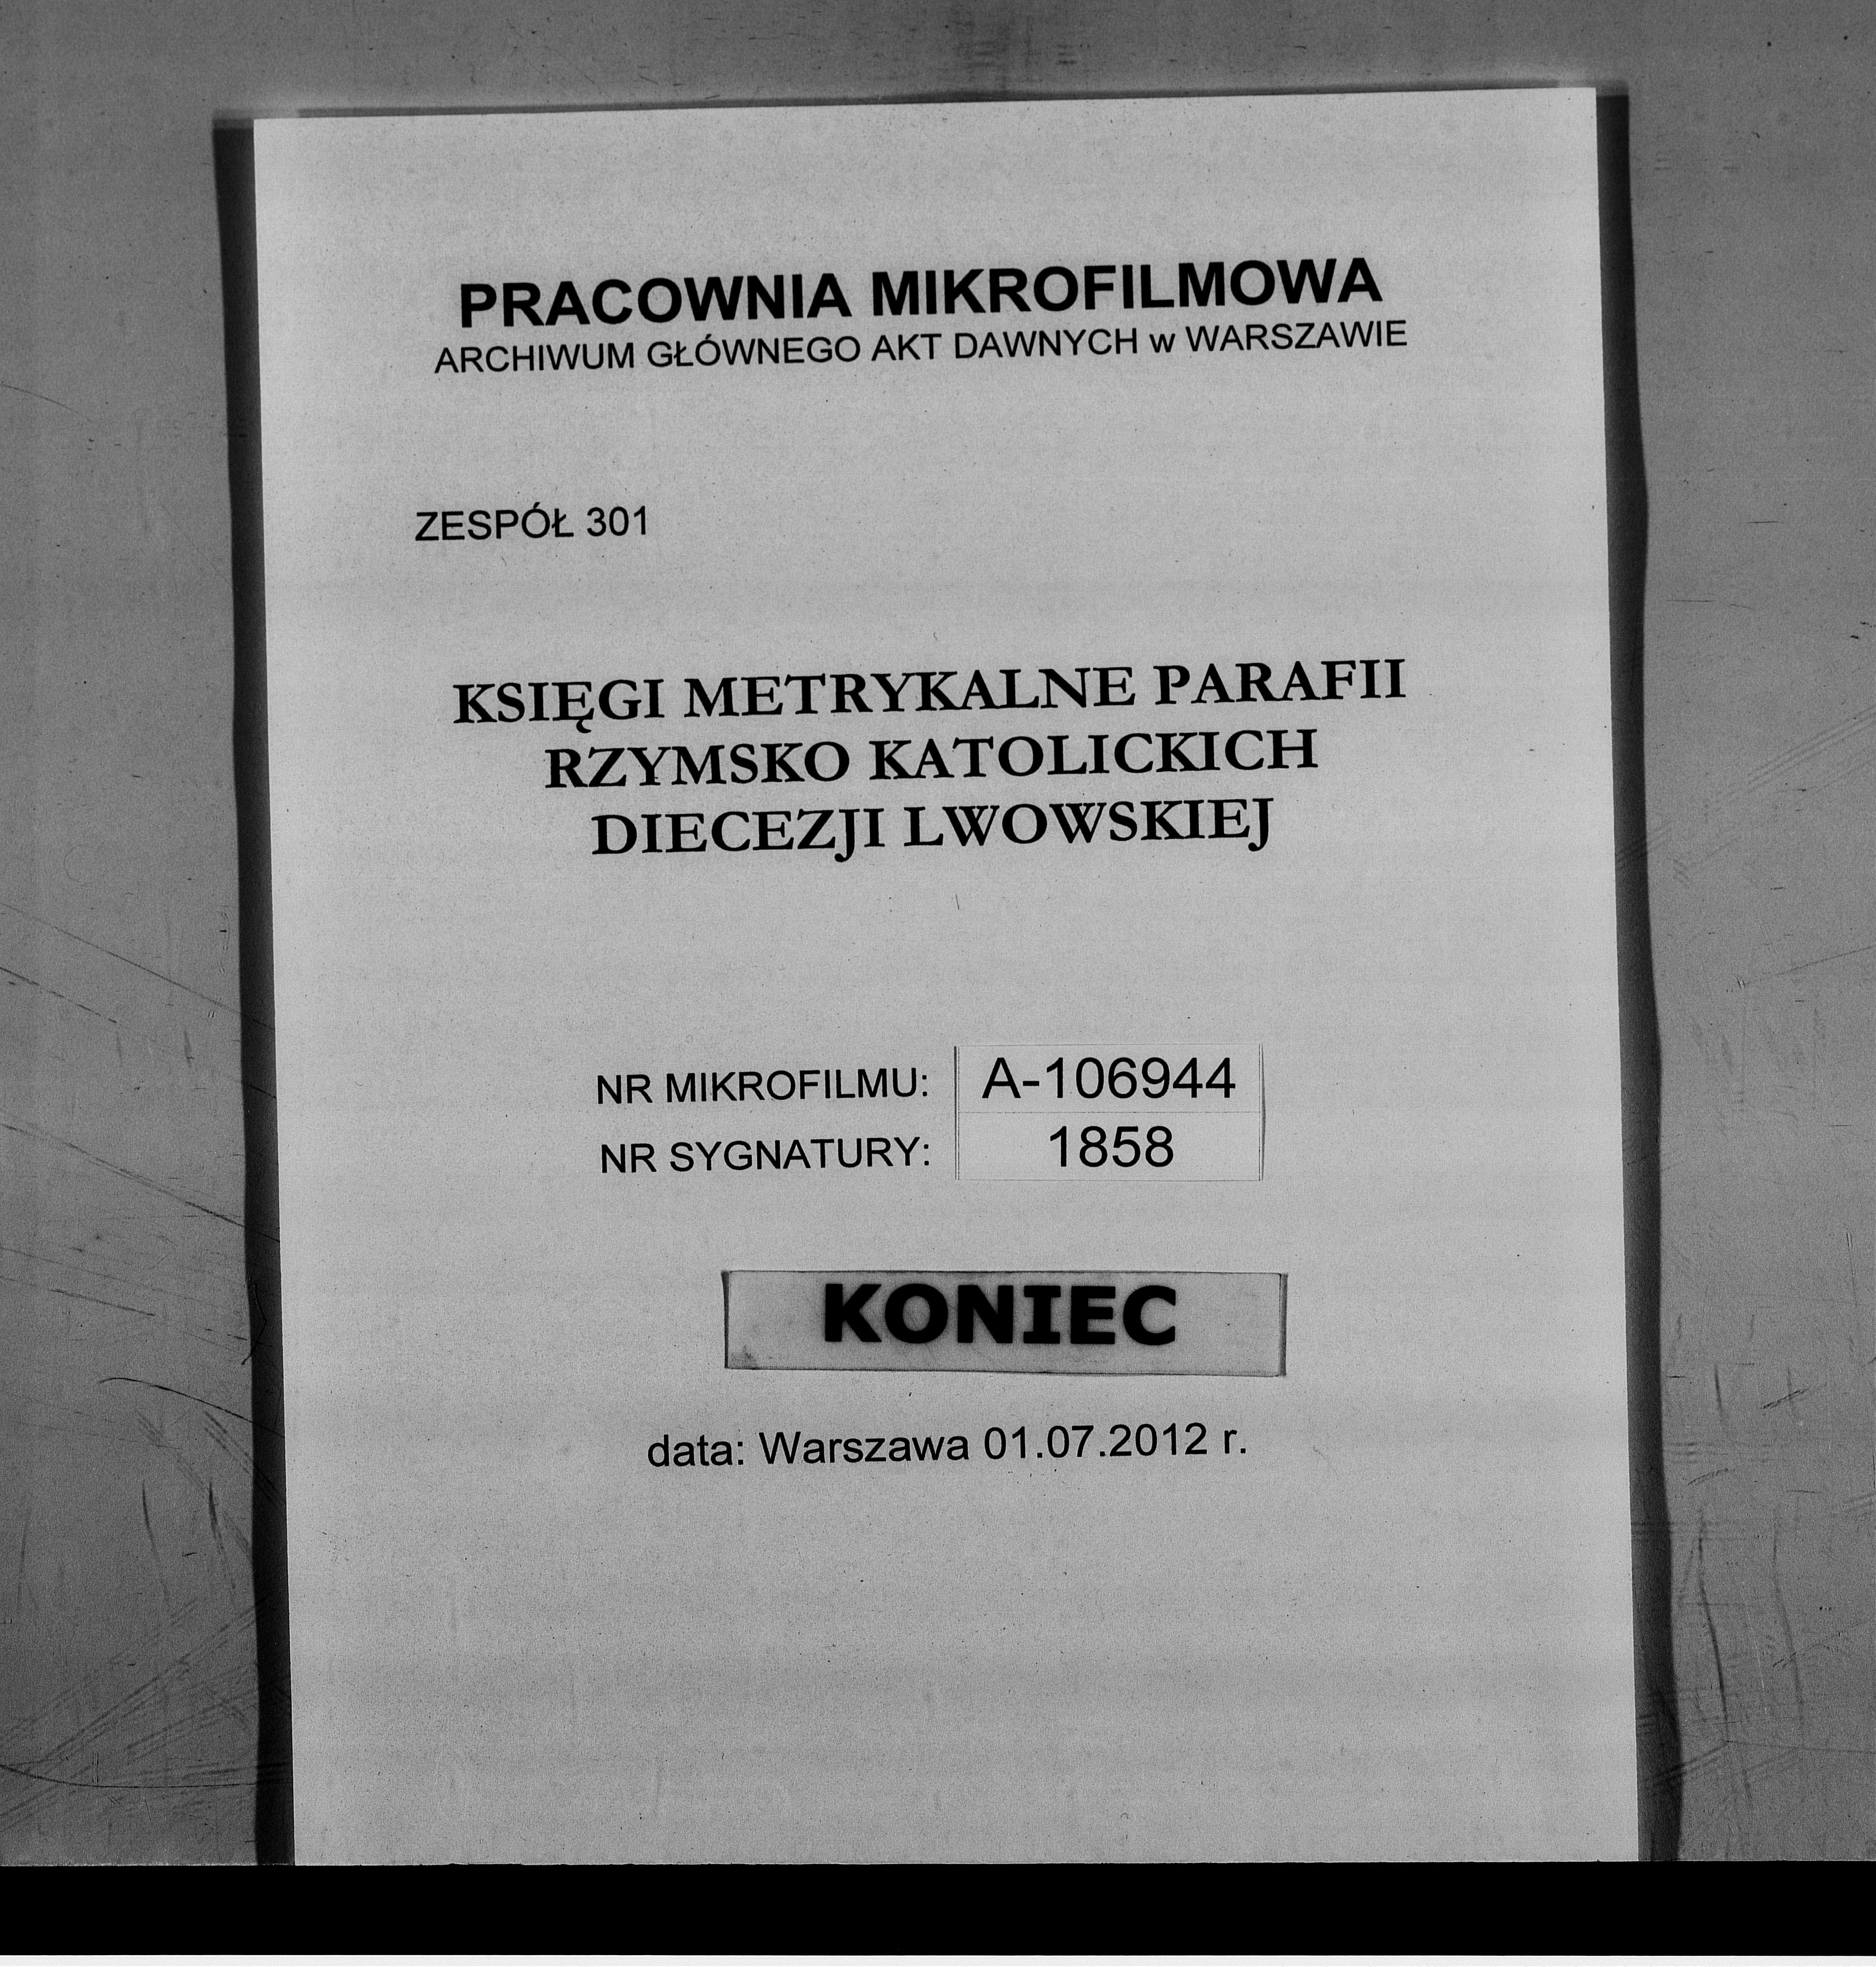 PRACOWNIA MIKROFILMOWA
ARCHIWUM GŁÓWNEGO AKT DAWNYCH w WARSZAWIE
ZESPÓŁ 301
KSIĘGI METRYKALNE PARAFII
RZYMSKO KATOLICKICH
DIECEZJI LWOWSKIEJ
NR MIKROFILMU: A-106944
NR SYGNATURY: 1858
KONIEC
data: Warszawa 01.07.2012 r.